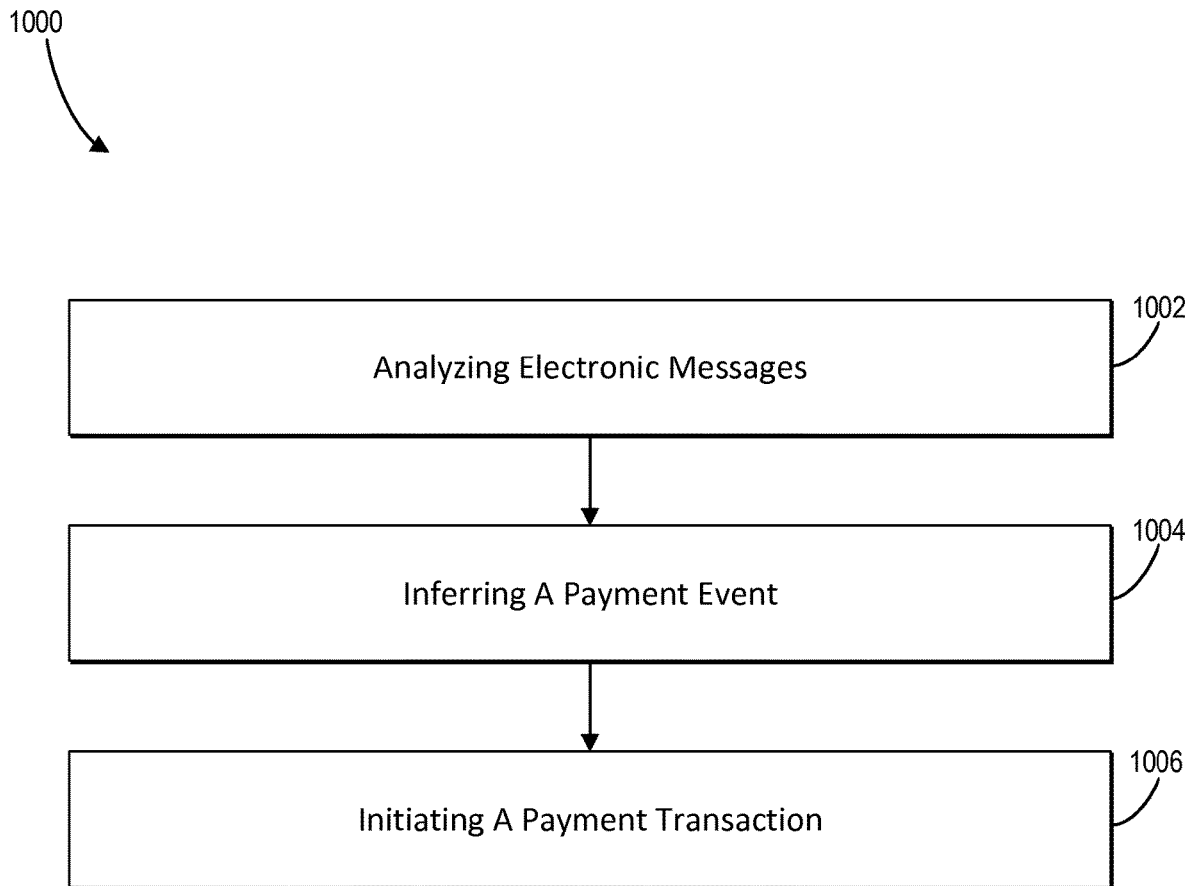 1000
1002
Analyzing Electronic Messages
1004
Inferring A Payment Event
1006
Initiating A Payment Transaction